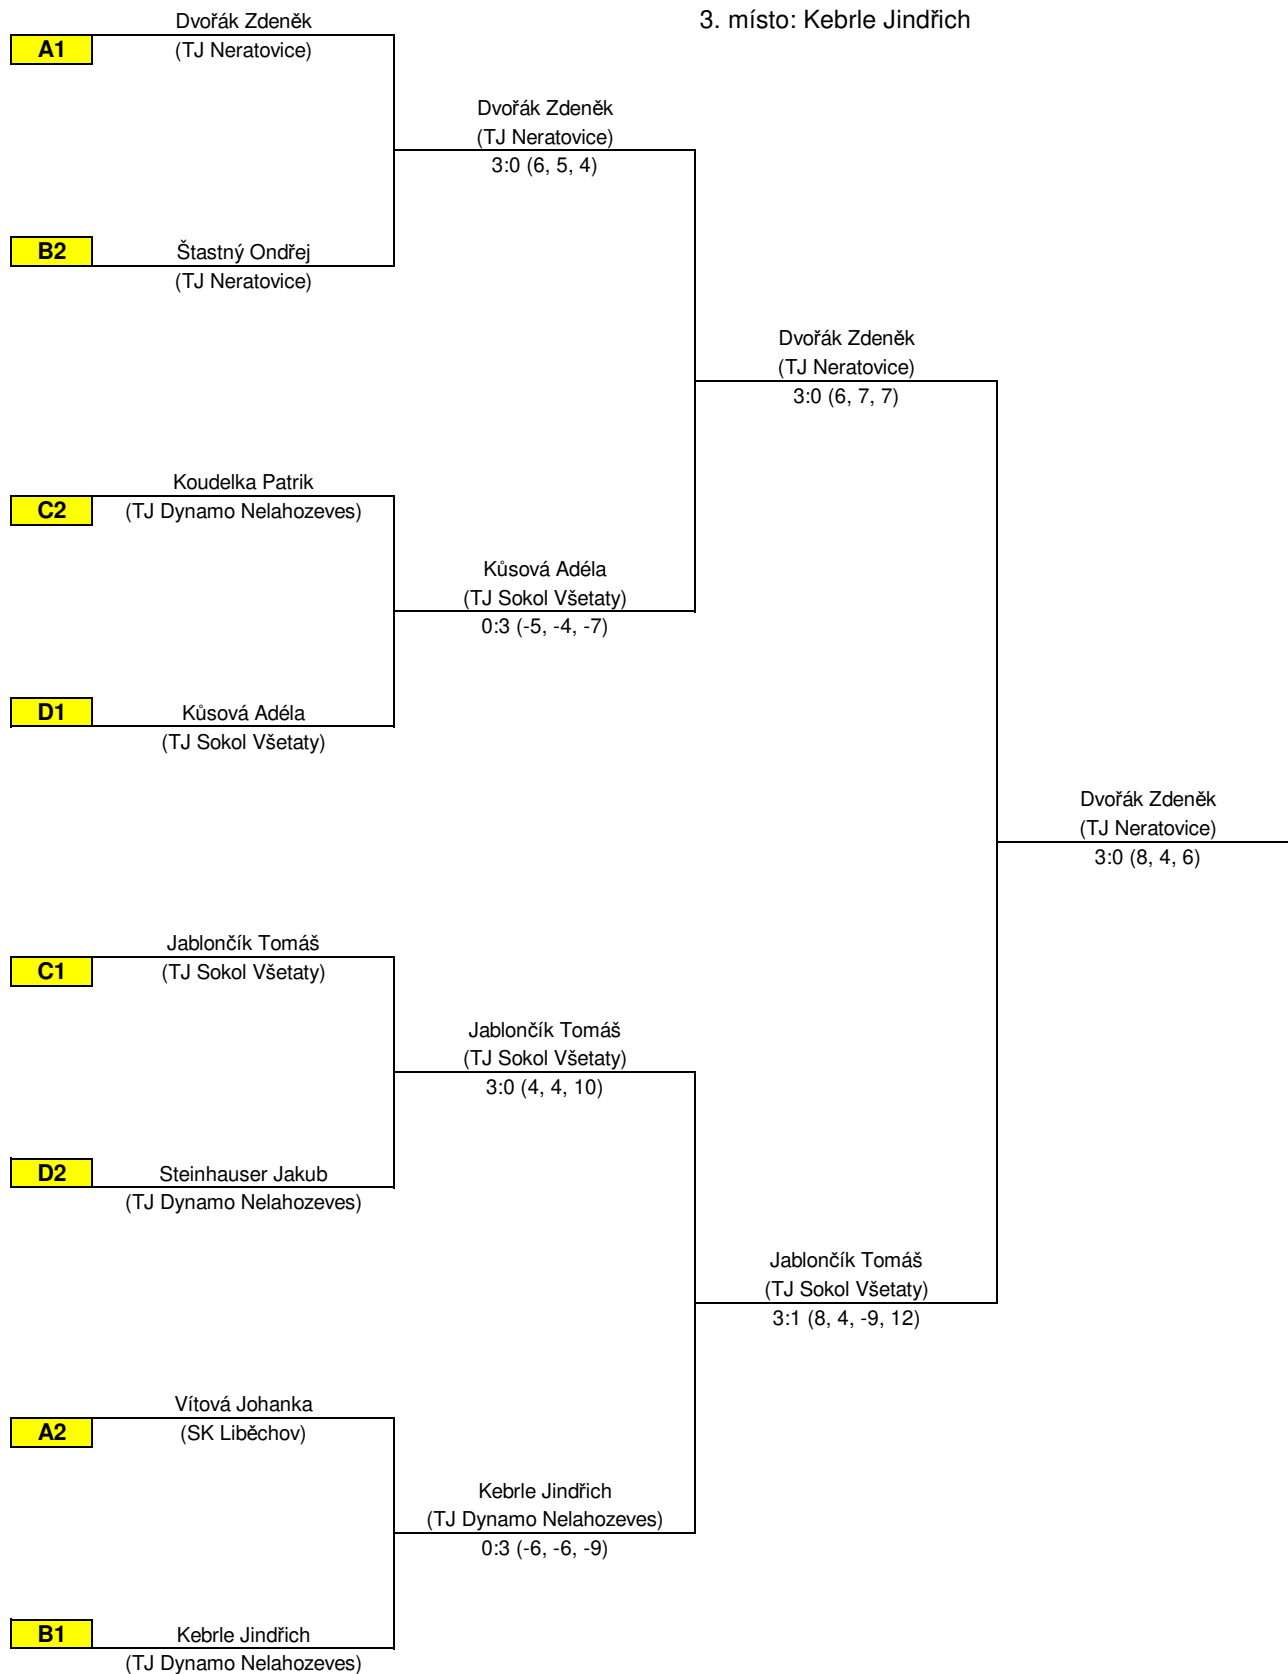 3. místo: Kebrle Jindřich
Dvořák Zdeněk
A1
(TJ Neratovice)
Dvořák Zdeněk
(TJ Neratovice)
3:0 (6, 5, 4)
B2
Štastný Ondřej
(TJ Neratovice)
Dvořák Zdeněk
(TJ Neratovice)
3:0 (6, 7, 7)
Koudelka Patrik
C2
(TJ Dynamo Nelahozeves)
Kůsová Adéla
(TJ Sokol Všetaty)
0:3 (-5, -4, -7)
D1
Kůsová Adéla
(TJ Sokol Všetaty)
Dvořák Zdeněk
(TJ Neratovice)
3:0 (8, 4, 6)
Jablončík Tomáš
C1
(TJ Sokol Všetaty)
Jablončík Tomáš
(TJ Sokol Všetaty)
3:0 (4, 4, 10)
D2
Steinhauser Jakub
(TJ Dynamo Nelahozeves)
Jablončík Tomáš
(TJ Sokol Všetaty)
3:1 (8, 4, -9, 12)
Vítová Johanka
A2
(SK Liběchov)
Kebrle Jindřich
(TJ Dynamo Nelahozeves)
0:3 (-6, -6, -9)
B1
Kebrle Jindřich
(TJ Dynamo Nelahozeves)